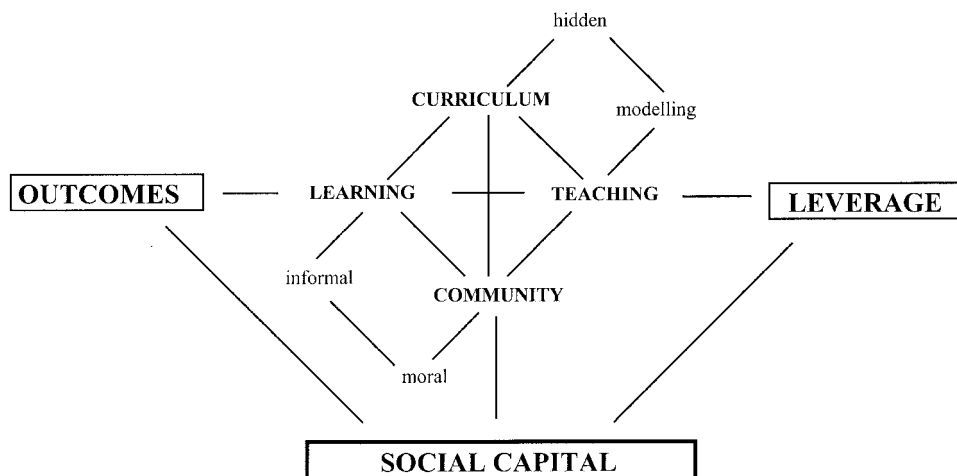 hidden
CURRICULUM
modelling
OUTCOMES
LEARNING
TEACHING
LEVERAGE
informal
COMMUNITY
moral
SOCIAL CAPITAL